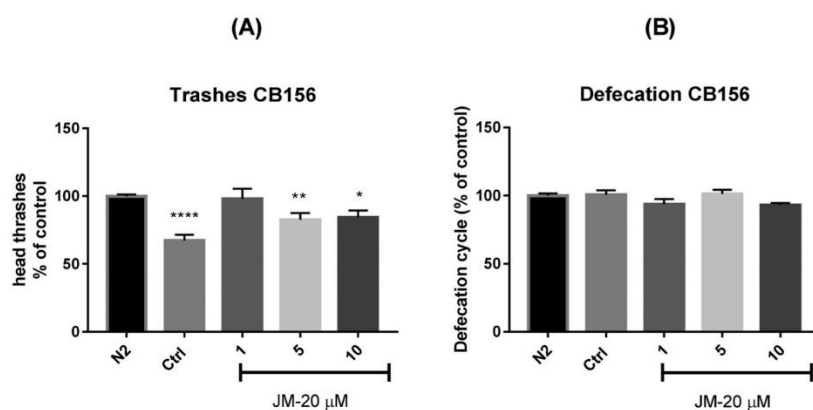 (A)
Trashes CB156
head thrashes
% of control
150
100
50
0
****
**
*
N2
Ctrl
1
5
10
JM-20 μM
(B)
Defecation CB156
Defecation cycle (% of control)
150
100
50
0
N2
Ctrl
1
5
10
JM-20 μM